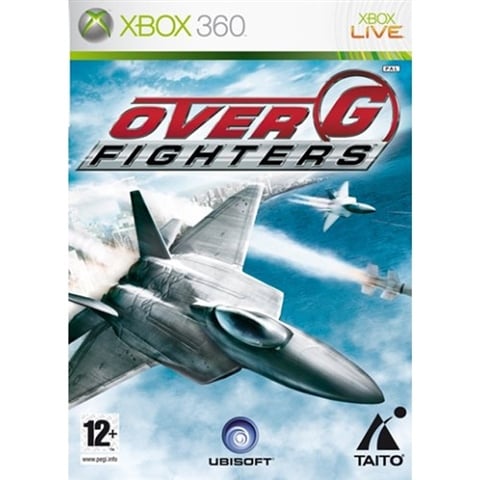 XBOX 360
XBOX
LIVE
PAL
OVER G
FIGHTERS
12+
www.pegi.info
UBISOFT
TAITO